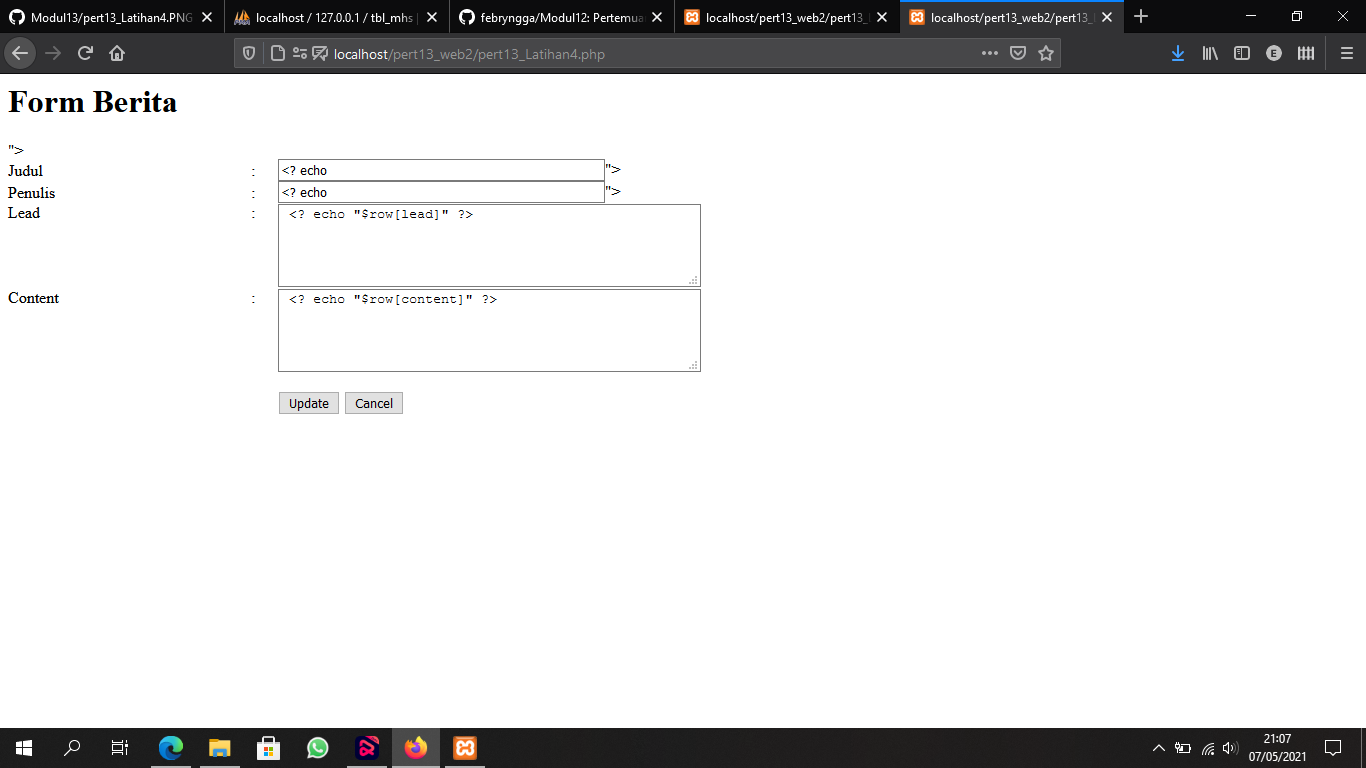 Modul13/pert13_Latihan4.PNG
localhost / 127.0.0.1 / tbl_mhs |
febryngga/Modul12: Pertemua
localhost/pert13_web2/pert13_
localhost/pert13_web2/pert13_
localhost/pert13_web2/pert13_Latihan4.php
E
Form Berita
">
Judul : <? echo ">
Penulis : <? echo ">
Lead : <? echo "$row[lead]" ?>
Content : <? echo "$row[content]" ?>
Update Cancel
21:07
07/05/2021